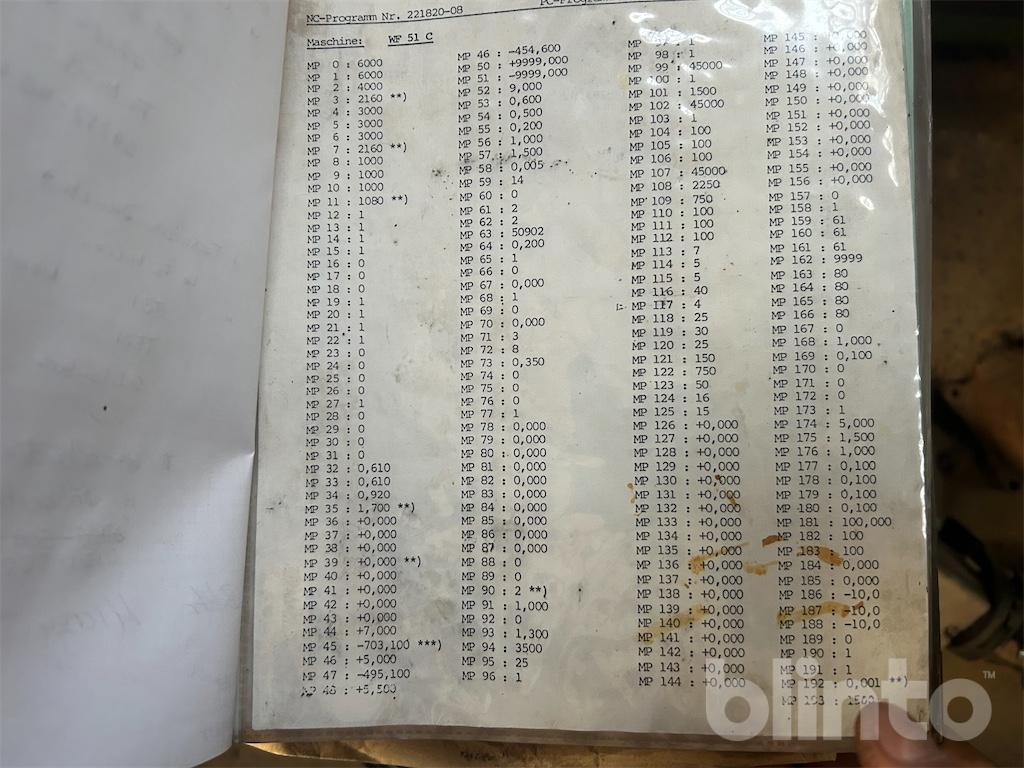 NC-Programm Nr. 221820-08
Maschine: WF 51 C
MP 0 : 6000
MP 1 : 6000
MP 2 : 4000
MP 3 : 2160 **)
MP 4 : 3000
MP 5 : 3000
MP 6 : 3000
MP 7 : 2160 **)
MP 8 : 1000
MP 9 : 1000
MP 10 : 1000
MP 11 : 1080 **)
MP 12 : 1
MP 13 : 1
MP 14 : 1
MP 15 : 1
MP 16 : 0
MP 17 : 0
MP 18 : 0
MP 19 : 1
MP 20 : 1
MP 21 : 1
MP 22 : 1
MP 23 : 0
MP 24 : 0
MP 25 : 0
MP 26 : 0
MP 27 : 1
MP 28 : 0
MP 29 : 0
MP 30 : 0
MP 31 : 0
MP 32 : 0,610
MP 33 : 0,610
MP 34 : 0,920
MP 35 : 1,700 **)
MP 36 : +0,000
MP 37 : +0,000
MP 38 : +0,000
MP 39 : +0,000 **)
MP 40 : +0,000
MP 41 : +0,000
MP 42 : +0,000
MP 43 : +0,000
MP 44 : +7,000
MP 45 : -703,100 ***)
MP 46 : +5,000
MP 47 : -495,100
MP 48 : +5,500
MP 46 : -454,600
MP 50 : +9999,000
MP 51 : -9999,000
MP 52 : 9,000
MP 53 : 0,600
MP 54 : 0,500
MP 55 : 0,200
MP 56 : 1,000
MP 57 : 1,500
MP 58 : 0,005
MP 59 : 14
MP 60 : 0
MP 61 : 2
MP 62 : 2
MP 63 : 50902
MP 64 : 0,200
MP 65 : 1
MP 66 : 0
MP 67 : 0,000
MP 68 : 1
MP 69 : 0
MP 70 : 0,000
MP 71 : 3
MP 72 : 8
MP 73 : 0,350
MP 74 : 0
MP 75 : 0
MP 76 : 0
MP 77 : 1
MP 78 : 0,000
MP 79 : 0,000
MP 80 : 0,000
MP 81 : 0,000
MP 82 : 0,000
MP 83 : 0,000
MP 84 : 0,000
MP 85 : 0,000
MP 86 : 0,000
MP 87 : 0,000
MP 88 : 0
MP 89 : 0
MP 90 : 2 **)
MP 91 : 1,000
MP 92 : 0
MP 93 : 1,300
MP 94 : 3500
MP 95 : 25
MP 96 : 1
MP : 1
MP 98 : 1
MP 99 : 45000
MP 100 : 1
MP 101 : 1500
MP 102 : 45000
MP 103 : 1
MP 104 : 100
MP 105 : 100
MP 106 : 100
MP 107 : 45000
MP 108 : 2250
MP 109 : 750
MP 110 : 100
MP 111 : 100
MP 112 : 100
MP 113 : 7
MP 114 : 5
MP 115 : 5
MP 116 : 40
MP 117 : 4
MP 118 : 25
MP 119 : 30
MP 120 : 25
MP 121 : 150
MP 122 : 750
MP 123 : 50
MP 124 : 16
MP 125 : 15
MP 126 : +0,000
MP 127 : +0,000
MP 128 : +0,000
MP 129 : +0,000
MP 130 : +0,000
MP 131 : +0,000
MP 132 : +0,000
MP 133 : +0,000
MP 134 : +0,000
MP 135 : +0,000
MP 136 : +0,000
MP 137 : +0,000
MP 138 : +0,000
MP 139 : +0,000
MP 140 : +0,000
MP 141 : +0,000
MP 142 : +0,000
MP 143 : +0,000
MP 144 : +0,000
MP 145 : +0,000
MP 146 : +0,000
MP 147 : +0,000
MP 148 : +0,000
MP 149 : +0,000
MP 150 : +0,000
MP 151 : +0,000
MP 152 : +0,000
MP 153 : +0,000
MP 154 : +0,000
MP 155 : +0,000
MP 156 : +0,000
MP 157 : 0
MP 158 : 1
MP 159 : 61
MP 160 : 61
MP 161 : 61
MP 162 : 9999
MP 163 : 80
MP 164 : 80
MP 165 : 80
MP 166 : 80
MP 167 : 0
MP 168 : 1,000
MP 169 : 0,100
MP 170 : 0
MP 171 : 0
MP 172 : 0
MP 173 : 1
MP 174 : 5,000
MP 175 : 1,500
MP 176 : 1,000
MP 177 : 0,100
MP 178 : 0,100
MP 179 : 0,100
MP 180 : 0,100
MP 181 : 100,000
MP 182 : 100
MP 183 : 100
MP 184 : 0,000
MP 185 : 0,000
MP 186 : -10,0
MP 187 : -10,0
MP 188 : -10,0
MP 189 : 0
MP 190 : 1
MP 191 : 1
MP 192 : 0,001 **)
MP 193 :
blinto™